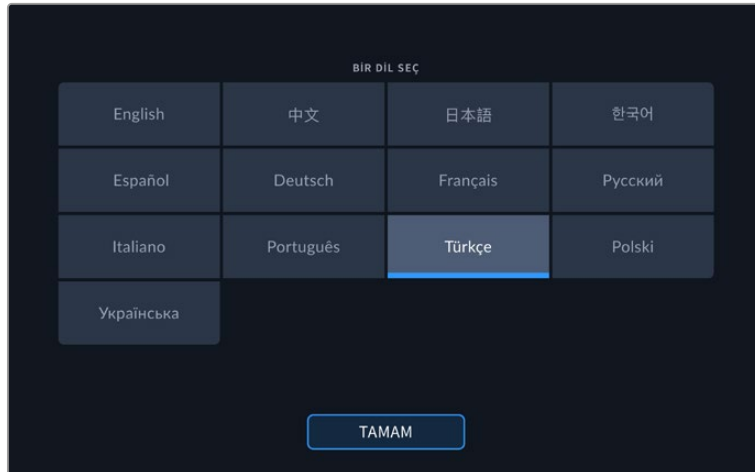 BİR DİL SEÇ
English 中文 日本語 한국어
Español Deutsch Français Русский
Italiano Português Türkçe Polski
Українська
TAMAM